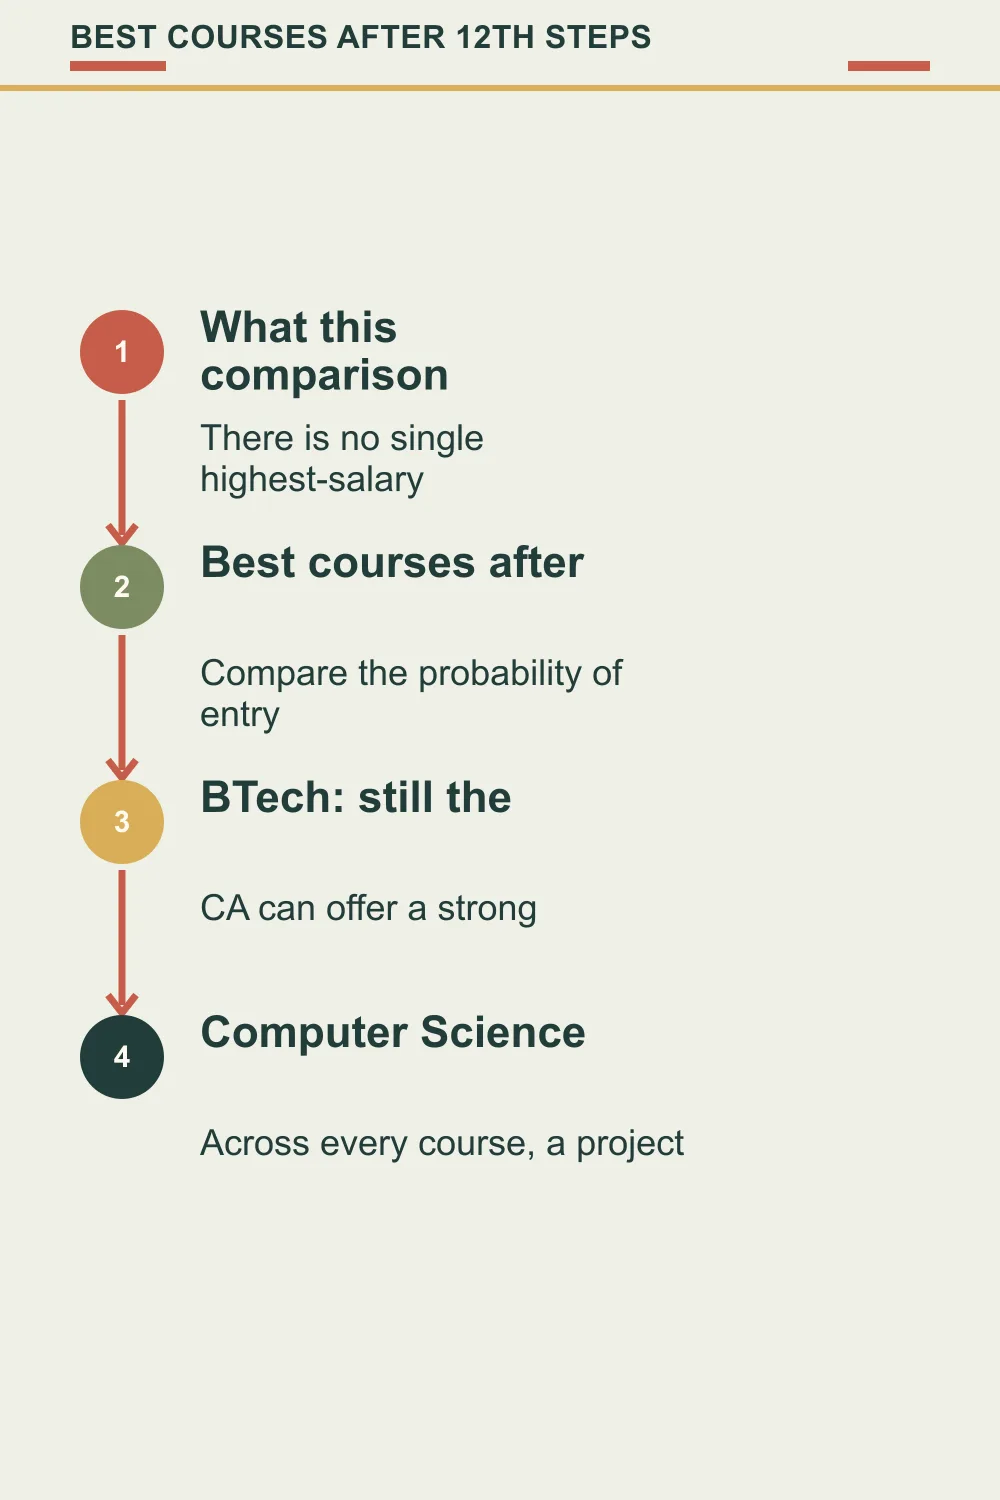 BEST COURSES AFTER 12TH STEPS
1
What this
comparison
There is no single
highest-salary
2
Best courses after
Compare the probability of
entry
3
BTech: still the
CA can offer a strong
4
Computer Science
Across every course, a project